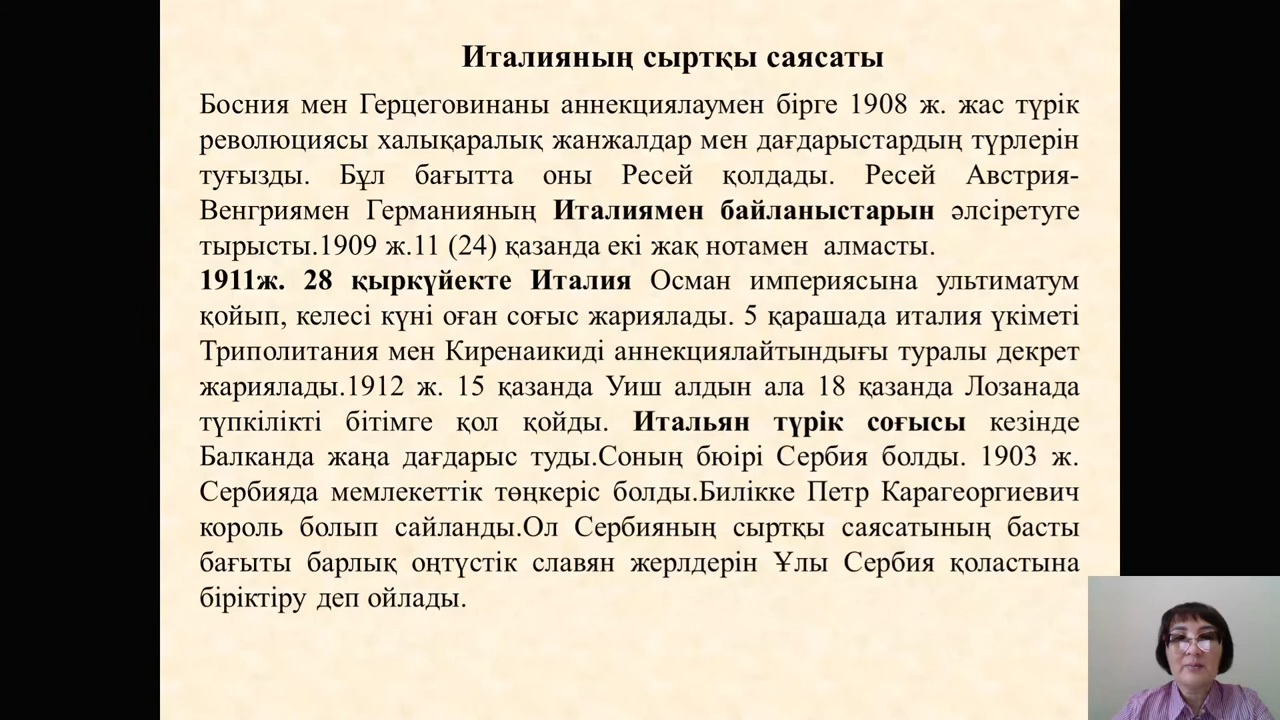 Италияның сыртқы саясаты
Босния мен Герцеговинаны аннекциялаумен бірге 1908 ж. жас түрік
революциясы халықаралық жанжалдар мен дағдарыстардың түрлерін
туғызды. Бұл бағытта оны Ресей қолдады. Ресей Австрия-
Венгриямен Германияның Италиямен байланыстарын әлсіретуге
тырысты.1909 ж.11 (24) қазанда екі жақ нотамен алмасты.
1911ж. 28 қыркүйекте Италия Осман империясына ультиматум
қойып, келесі күні оған соғыс жариялады. 5 қарашада италия үкіметі
Триполитания мен Киренаикиді аннекциялайтындығы туралы декрет
жариялады.1912 ж. 15 қазанда Уиш алдын ала 18 қазанда Лозанада
түпкілікті бітімге қол қойды. Итальян түрік соғысы кезінде
Балканда жаңа дағдарыс туды.Соның бюірі Сербия болды. 1903 ж.
Сербияда мемлекеттік төңкеріс болды.Билікке Петр Карагеоргиевич
король болып сайланды.Ол Сербияның сыртқы саясатының басты
бағыты барлық оңтүстік славян жерлдерін Ұлы Сербия қоластына
біріктіру деп ойлады.